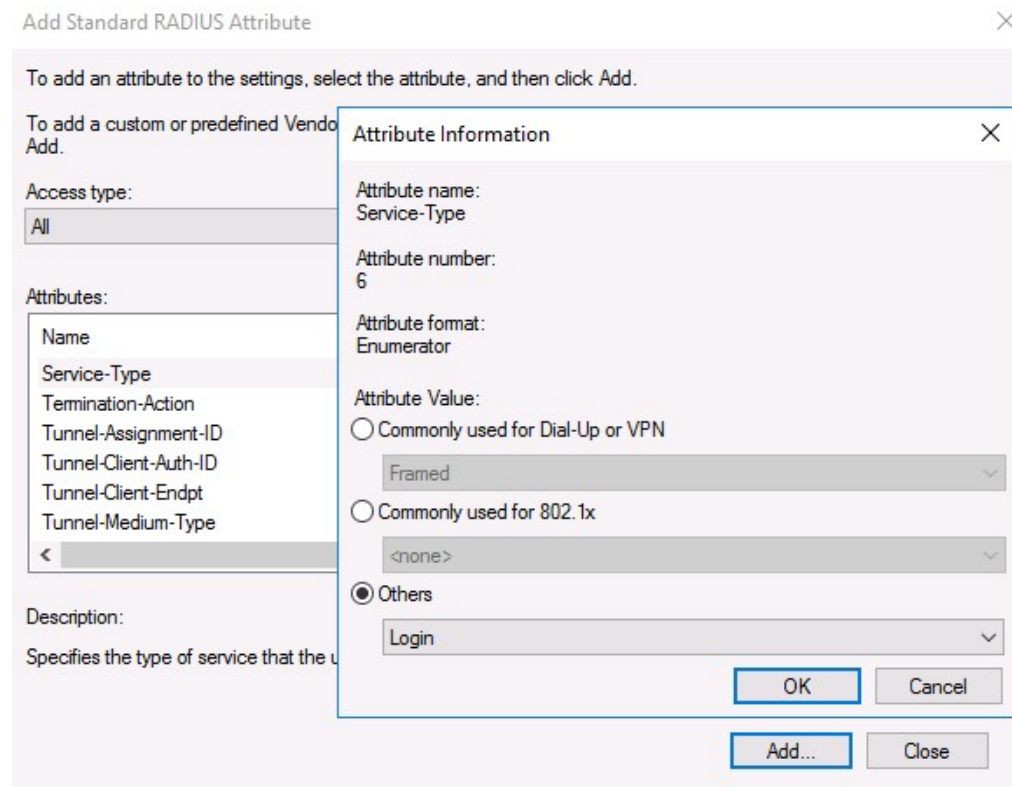 Add Standard RADIUS Attribute
To add an attribute to the settings, select the attribute, and then click Add.
To add a custom or predefined Vendo
Add.
Access type:
All
Attributes:
Name
Service-Type
Termination-Action
Tunnel-Assignment-ID
Tunnel-Client-Auth-ID
Tunnel-Client-Endpt
Tunnel-Medium-Type
Description:
Specifies the type of service that the u
Attribute Information
Attribute name:
Service-Type
Attribute number:
6
Attribute format:
Enumerator
Attribute Value:
Commonly used for Dial-Up or VPN
Framed
Commonly used for 802.1x
<none>
Others
Login
OK Cancel
Add... Close